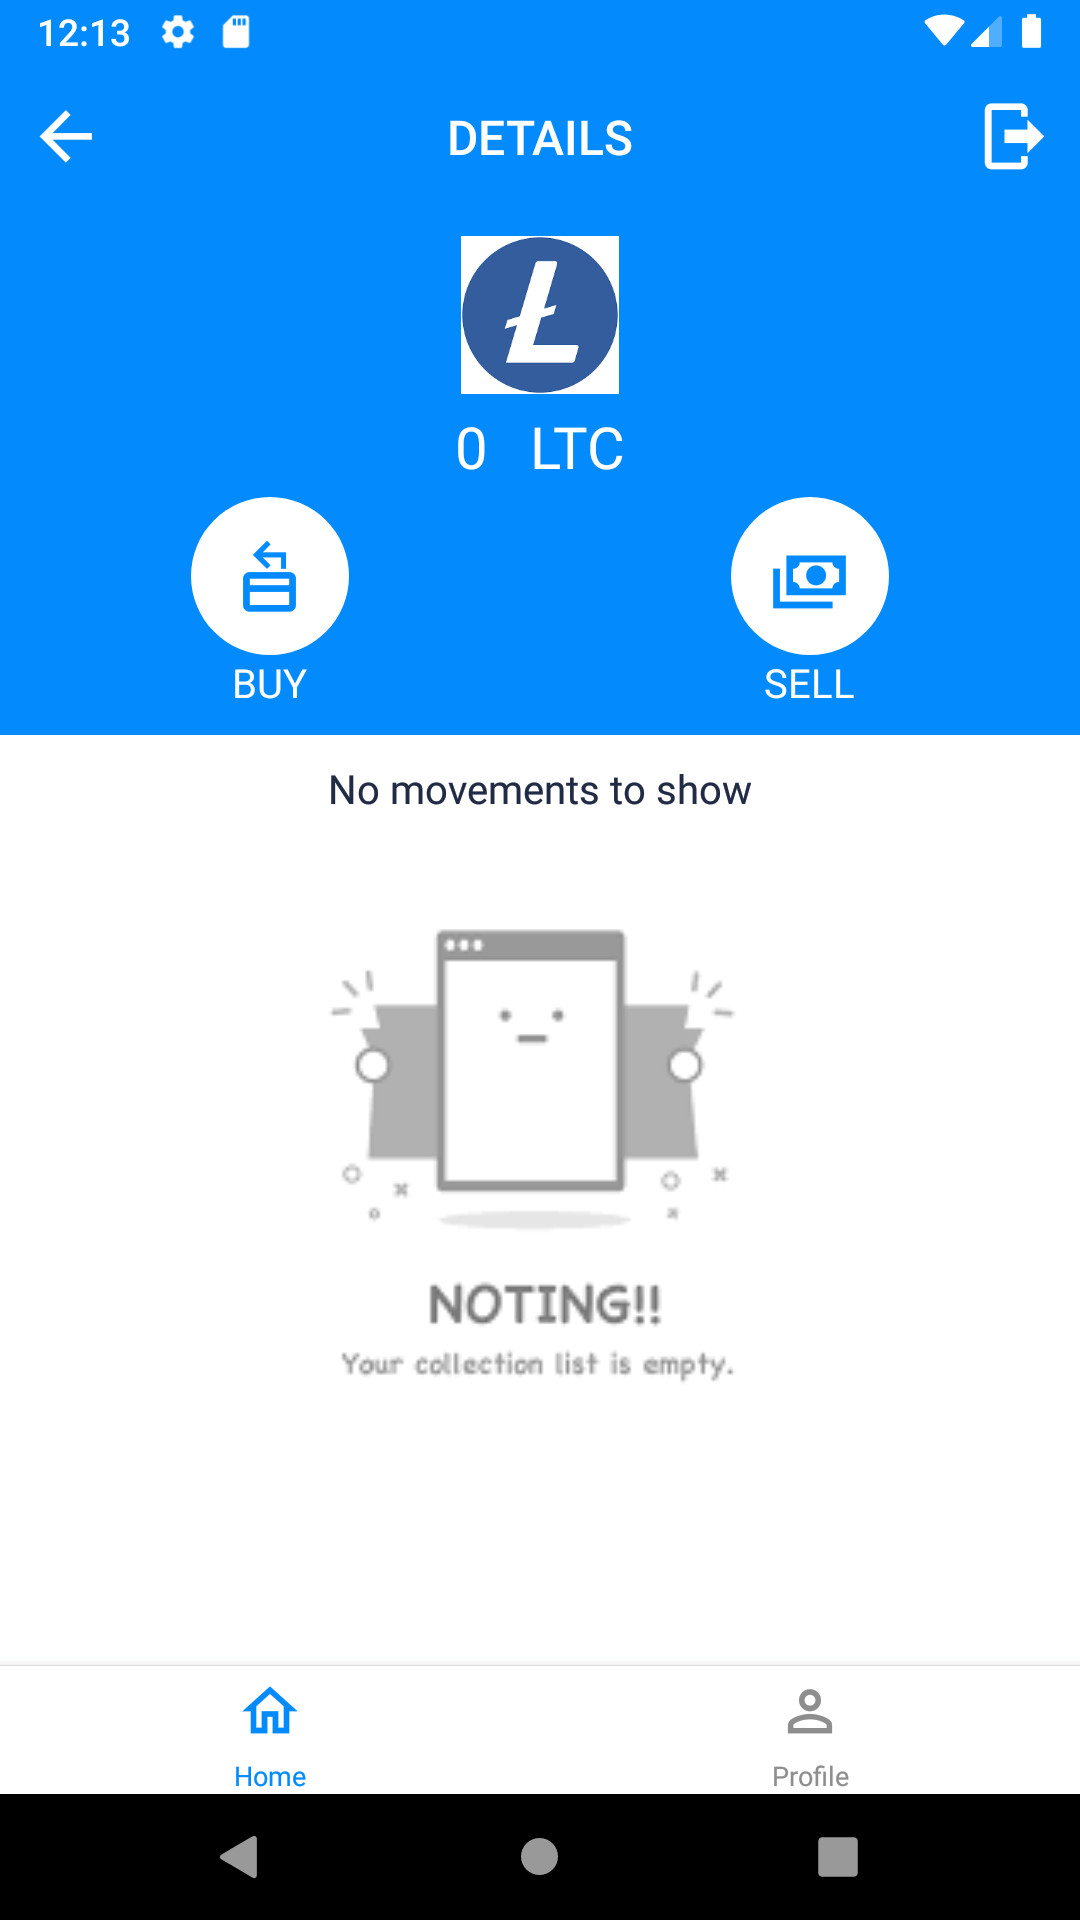 12:13
DETAILS
0 LTC
BUY
SELL
No movements to show
NOTING!!
Your collection list is empty.
Home
Profile